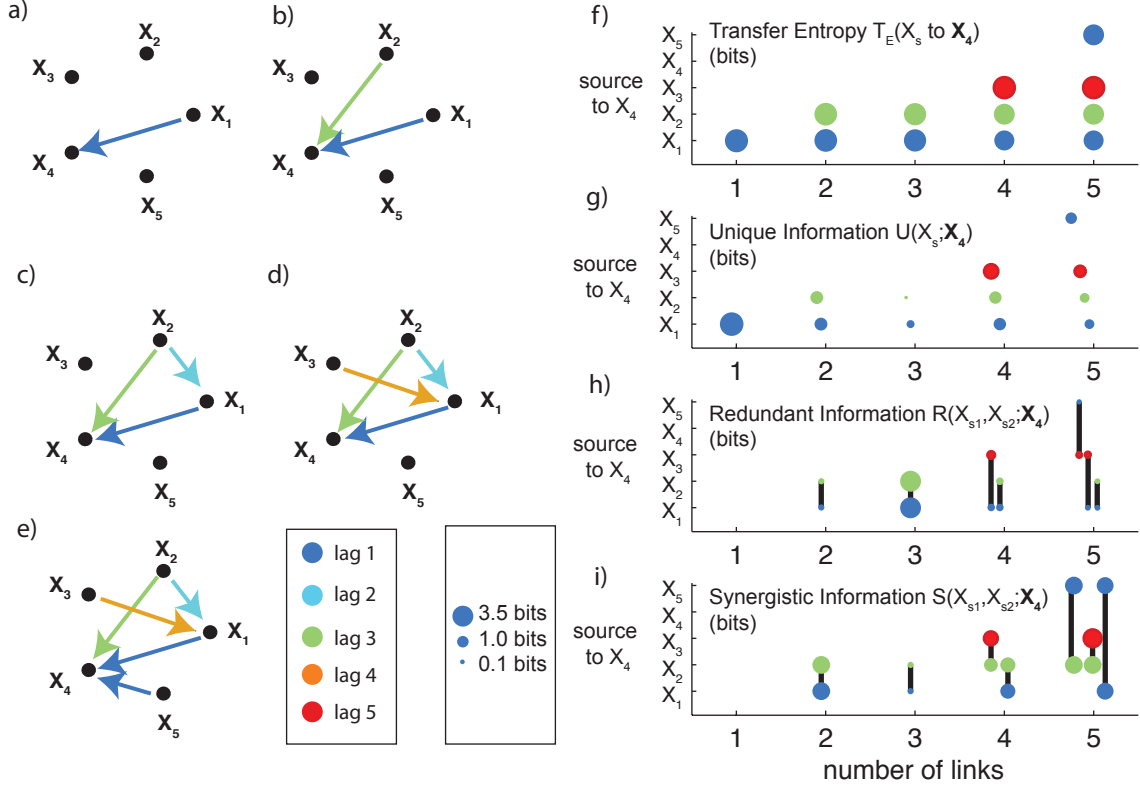 a)
X2
X3
X1
X4
X5
b)
X2
X3
X1
X4
X5
c)
X2
X3
X1
X4
X5
d)
X2
X3
X1
X4
X5
e)
X2
X3
X1
X4
X5
lag 1
lag 2
lag 3
lag 4
lag 5
3.5 bits
1.0 bits
0.1 bits
f)
Transfer Entropy TE(Xs to X4)
(bits)
source
to X4
X5
X4
X3
X2
X1
1 2 3 4 5
g)
Unique Information U(Xs;X4)
(bits)
source
to X4
X5
X4
X3
X2
X1
1 2 3 4 5
h)
Redundant Information R(Xs1,Xs2;X4)
(bits)
source
to X4
X5
X4
X3
X2
X1
1 2 3 4 5
i)
Synergistic Information S(Xs1,Xs2;X4)
(bits)
source
to X4
X5
X4
X3
X2
X1
1 2 3 4 5
number of links